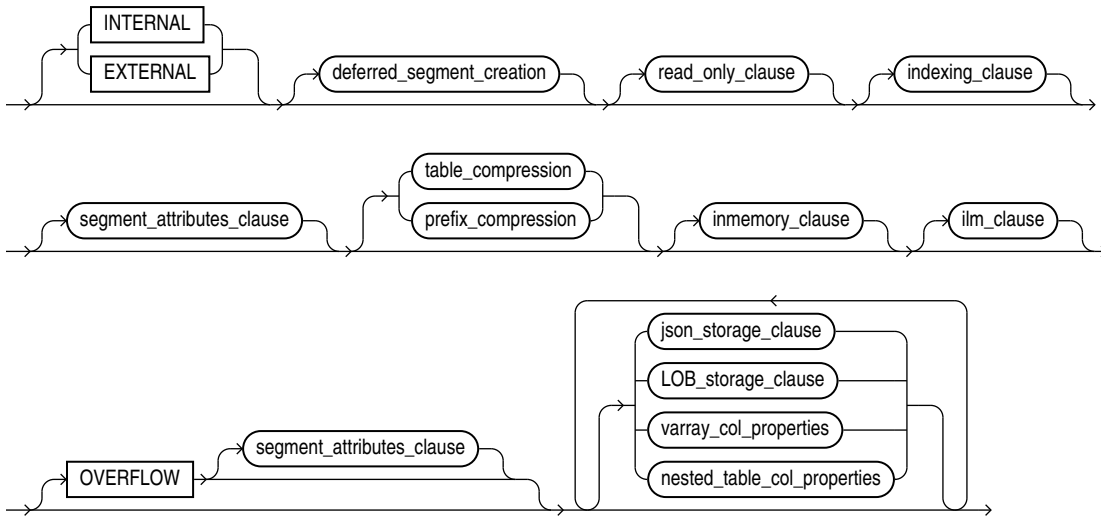 INTERNAL
EXTERNAL deferred_segment_creation read_only_clause indexing_clause
table_compression
segment_attributes_clause prefix_compression inmemory_clause ilm_clause
json_storage_clause
LOB_storage_clause
segment_attributes_clause varray_col_properties
OVERFLOW nested_table_col_properties